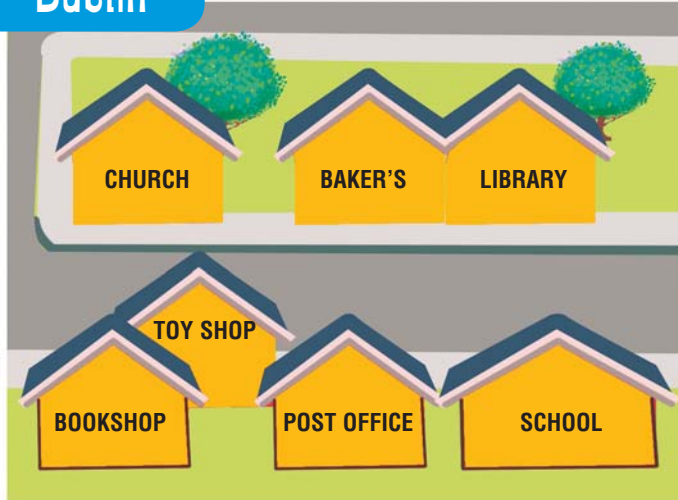 Dublin
CHURCH
BAKER'S
LIBRARY
TOY SHOP
BOOKSHOP
POST OFFICE
SCHOOL